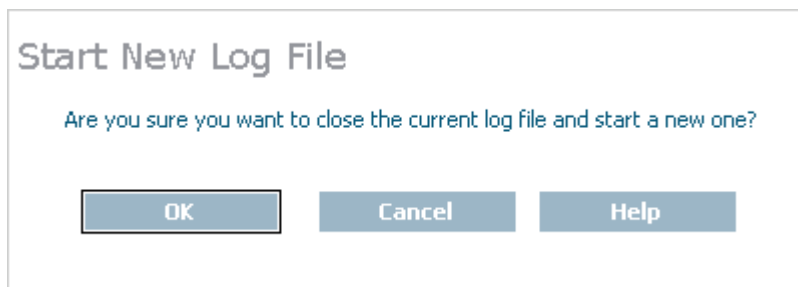 Start New Log File
Are you sure you want to close the current log file and start a new one?
OK Cancel Help